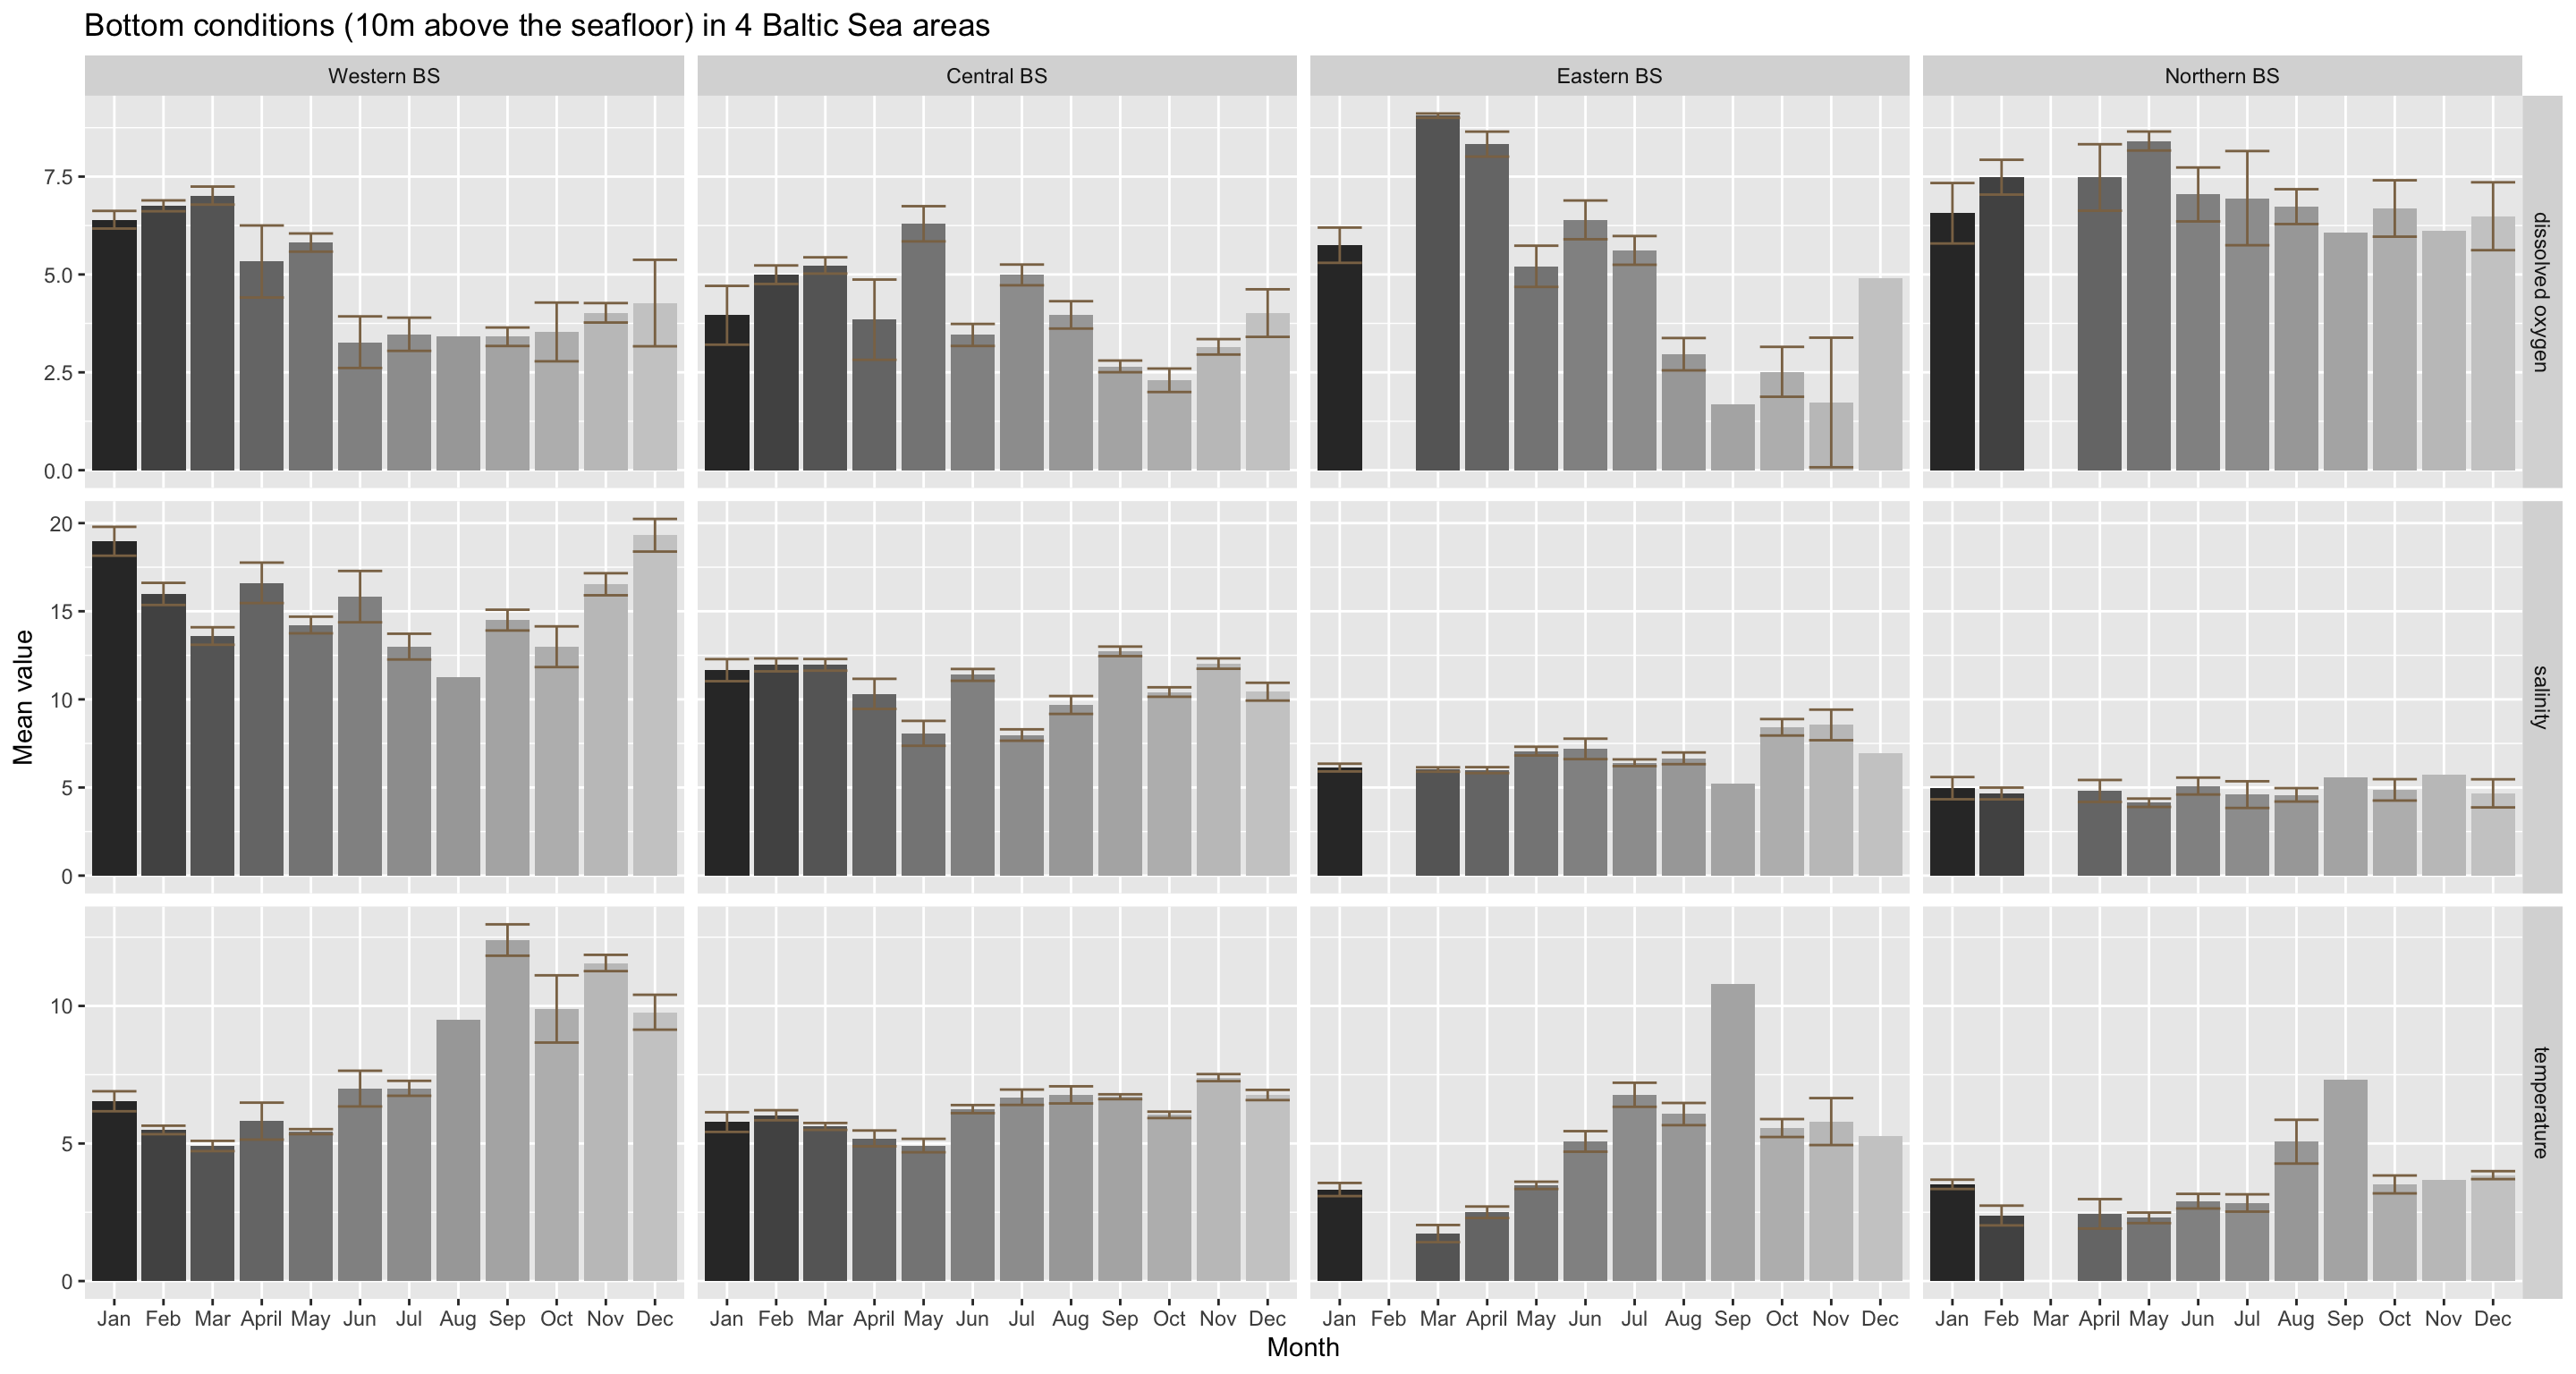 Bottom conditions (10m above the seafloor) in 4 Baltic Sea areas
Western BS Central BS Eastern BS Northern BS
dissolved oxygen
7.5
5.0
2.5
0.0
salinity
20
15
10
5
0
temperature
10
5
0
Mean value
Jan Feb Mar April May Jun Jul Aug Sep Oct Nov Dec Jan Feb Mar April May Jun Jul Aug Sep Oct Nov Dec Jan Feb Mar April May Jun Jul Aug Sep Oct Nov Dec Jan Feb Mar April May Jun Jul Aug Sep Oct Nov Dec
Month